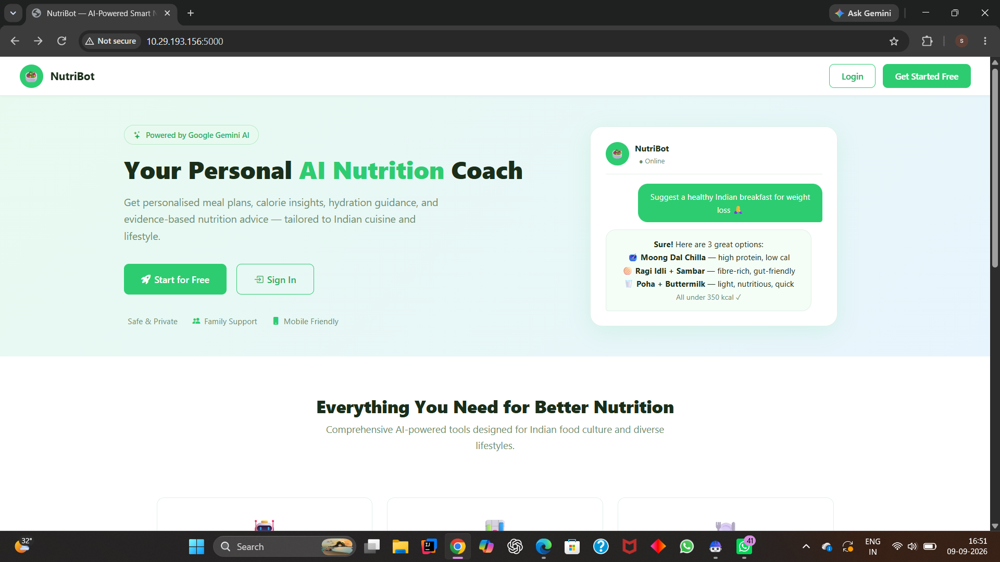 NutriBot — AI-Powered Smart
Ask Gemini
Not secure
10.29.193.156:5000
S
NutriBot
Login
Get Started Free
Powered by Google Gemini AI
Your Personal AI Nutrition Coach
Get personalised meal plans, calorie insights, hydration guidance, and
evidence-based nutrition advice — tailored to Indian cuisine and
lifestyle.
Start for Free
Sign In
Safe & Private
Family Support
Mobile Friendly
NutriBot
● Online
Suggest a healthy Indian breakfast for weight
loss 🧘
Sure! Here are 3 great options:
🥣 Moong Dal Chilla — high protein, low cal
🫓 Ragi Idli + Sambar — fibre-rich, gut-friendly
🥛 Poha + Buttermilk — light, nutritious, quick
All under 350 kcal ✓
Everything You Need for Better Nutrition
Comprehensive AI-powered tools designed for Indian food culture and diverse
lifestyles.
32°
Search
41
ENG
IN
16:51
09-09-2026